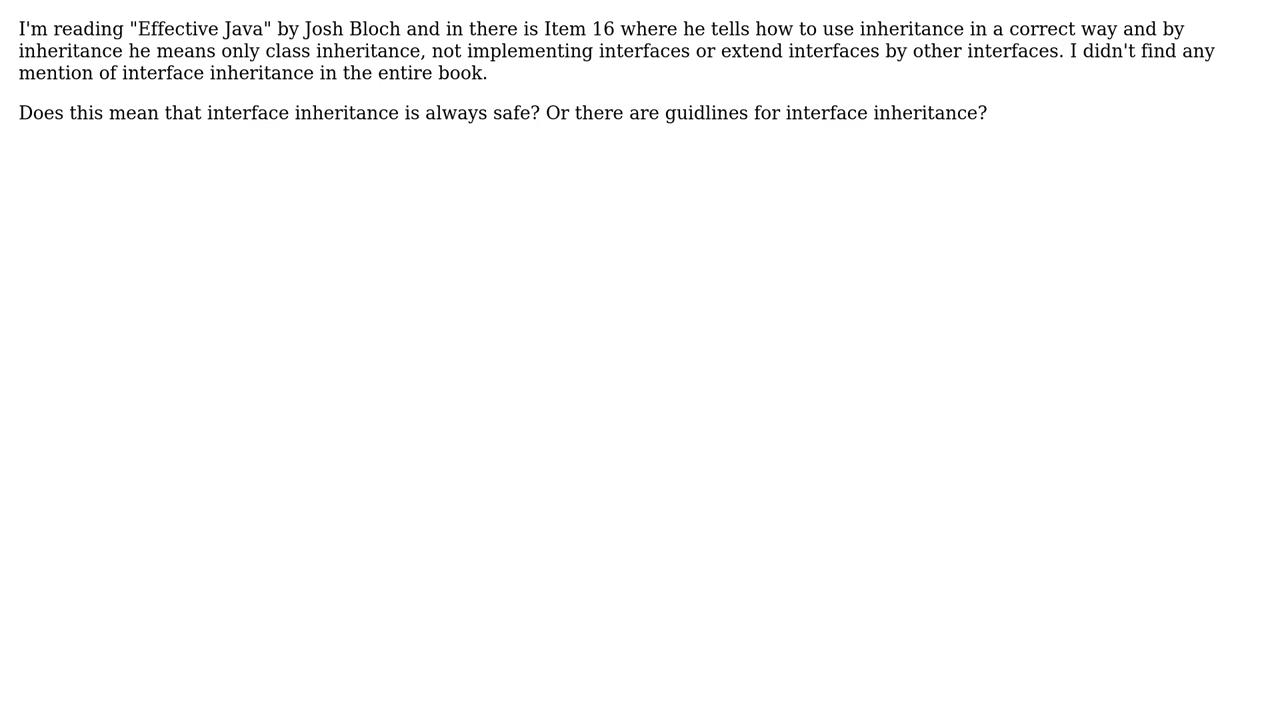 I'm reading "Effective Java" by Josh Bloch and in there is Item 16 where he tells how to use inheritance in a correct way and by
inheritance he means only class inheritance, not implementing interfaces or extend interfaces by other interfaces. I didn't find any
mention of interface inheritance in the entire book.
Does this mean that interface inheritance is always safe? Or there are guidlines for interface inheritance?